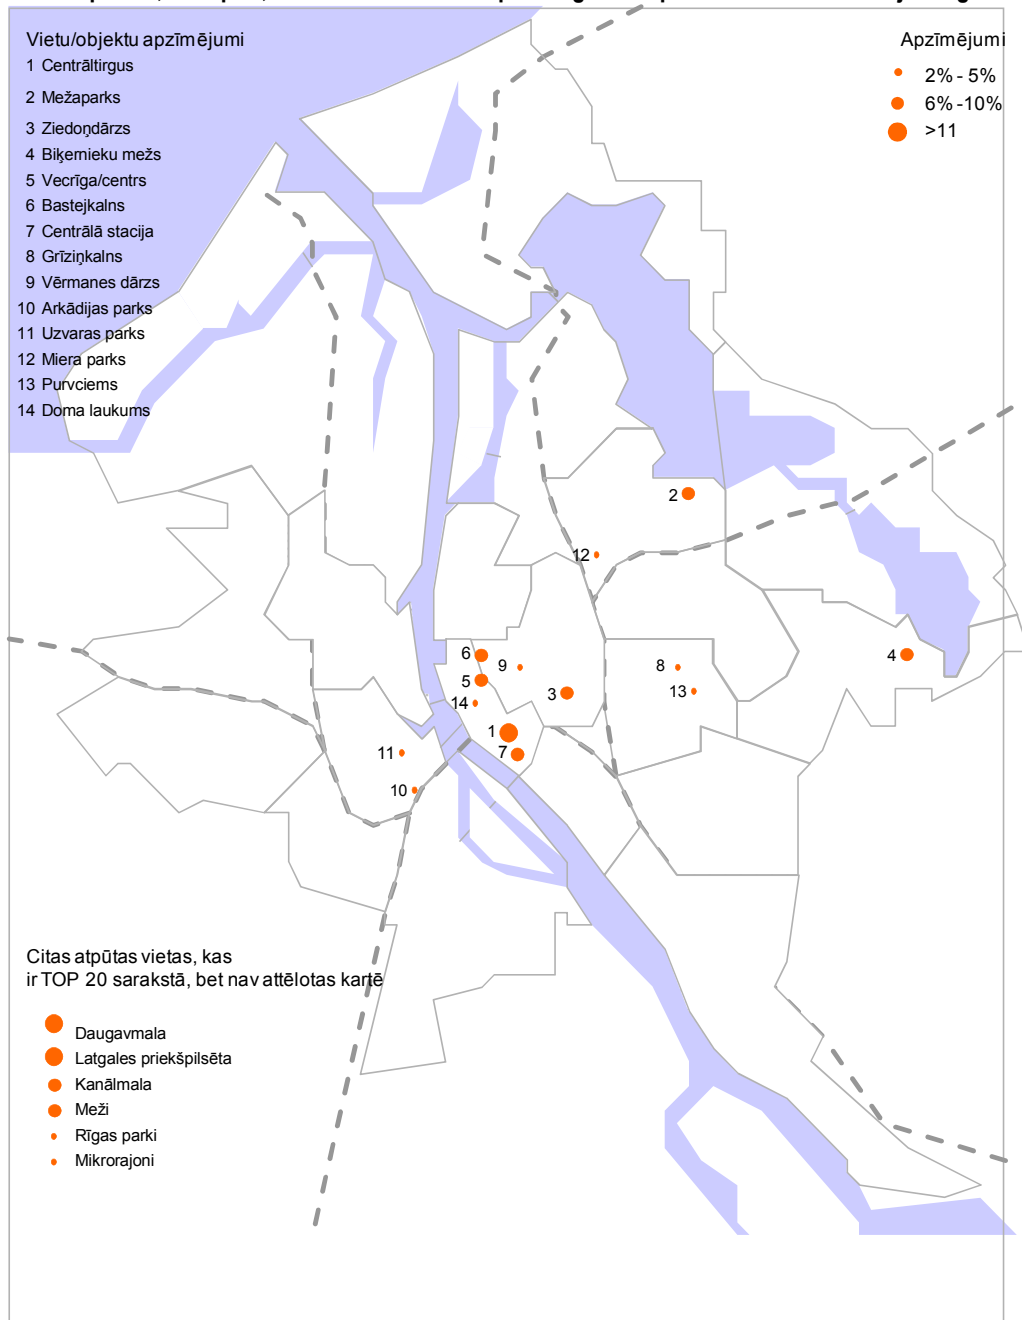 Vietu/objektu apzīmējumi
1 Centrāltirgus
2 Mežaparks
3 Ziedoņdārzs
4 Biķernieku mežs
5 Vecrīga/centrs
6 Bastejkalns
7 Centrālā stacija
8 Grīziņkalns
9 Vērmanes dārzs
10 Arkādijas parks
11 Uzvaras parks
12 Miera parks
13 Purvciems
14 Doma laukums
Apzīmējumi
2% - 5%
6% -10%
>11
2
12
6
9
8
4
5
3
13
14
1
11
7
10
Citas atpūtas vietas, kas
ir TOP 20 sarakstā, bet nav attēlotas kartē
Daugavmala
Latgales priekšpilsēta
Kanālmala
Meži
Rīgas parki
Mikrorajoni